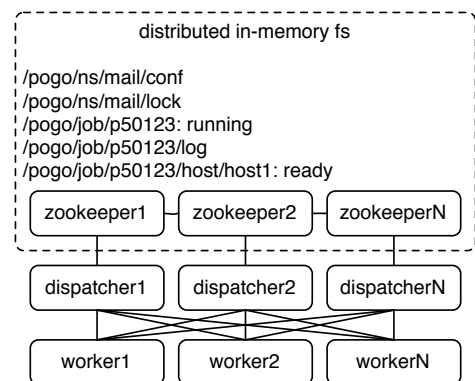 distributed in-memory fs
/pogo/ns/mail/conf
/pogo/ns/mail/lock
/pogo/job/p50123: running
/pogo/job/p50123/log
/pogo/job/p50123/host/host1: ready
zookeeper1 zookeeper2 zookeeperN
dispatcher1 dispatcher2 dispatcherN
worker1 worker2 workerN